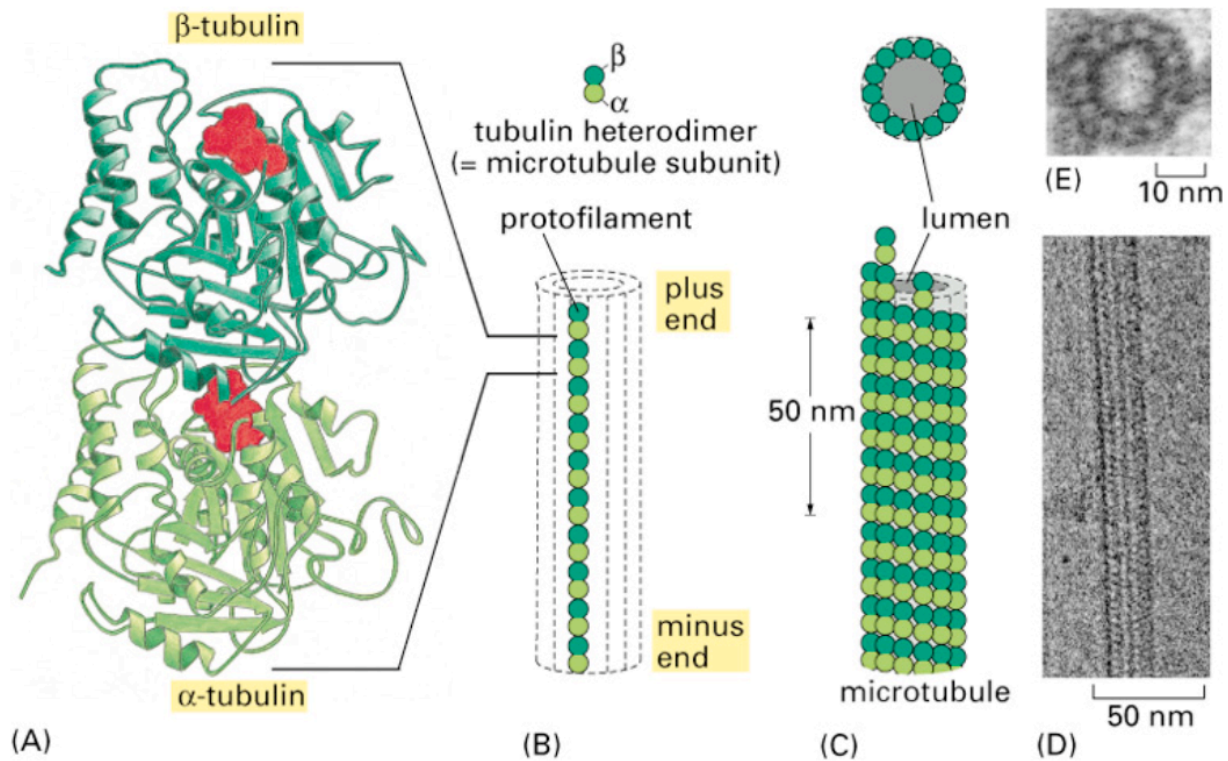 β-tubulin
α-tubulin
(A)
β
α
tubulin heterodimer
(= microtubule subunit)
protofilament
plus
end
minus
end
(B)
lumen
50 nm
microtubule
(C)
(E)
10 nm
50 nm
(D)